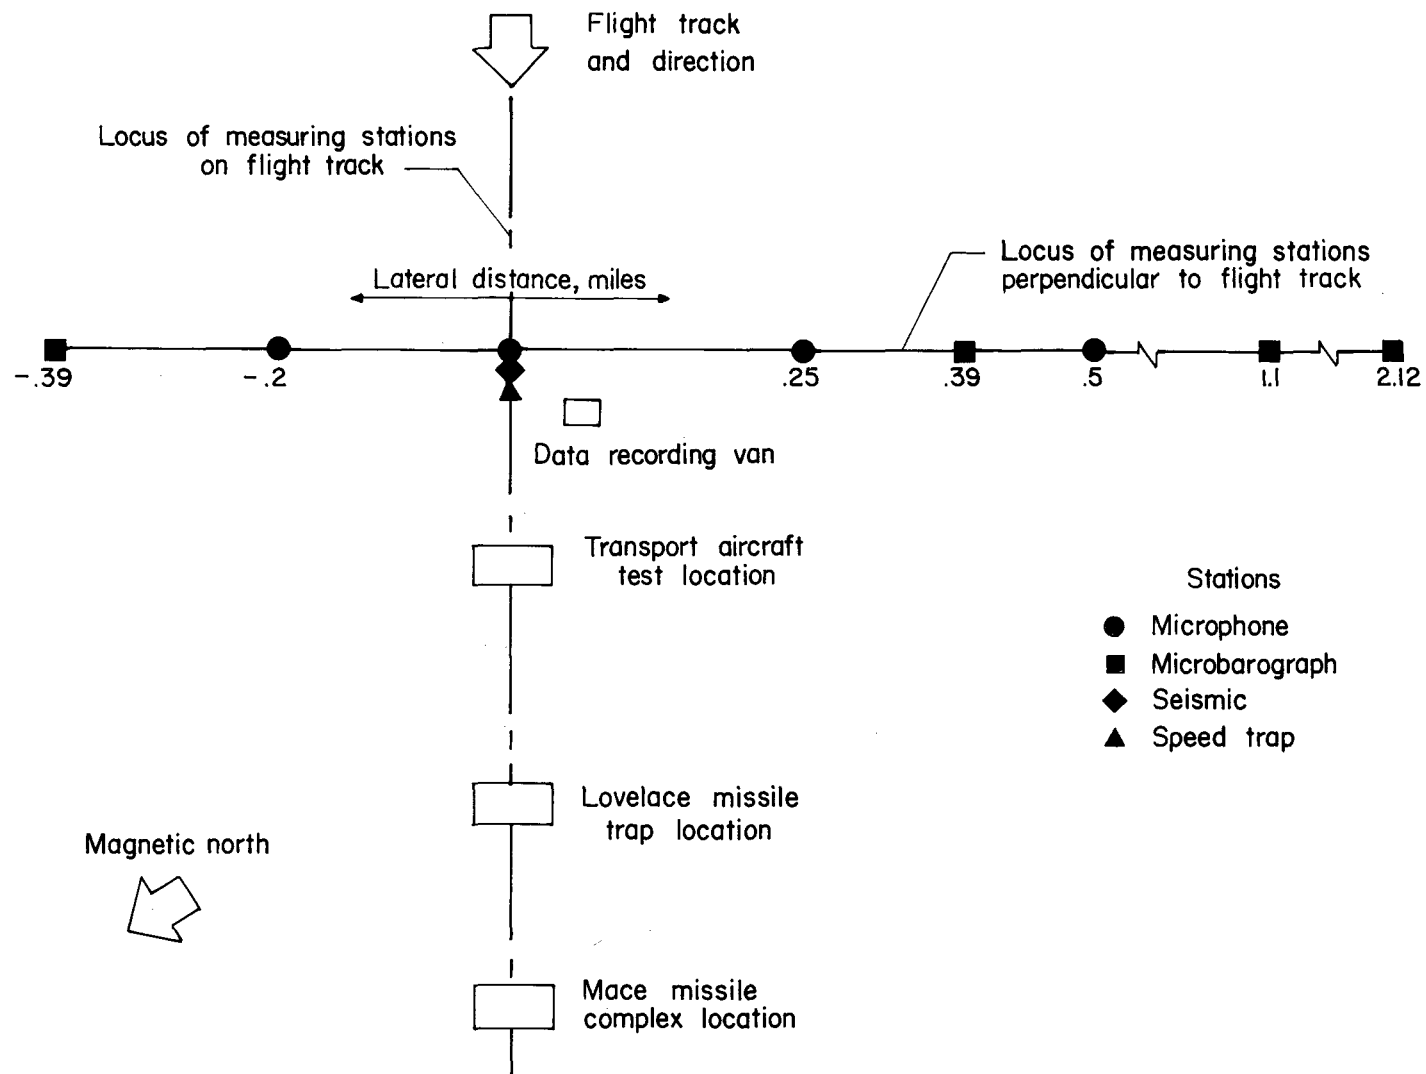 Flight track
and direction
Locus of measuring stations
on flight track
Lateral distance, miles
Locus of measuring stations
perpendicular to flight track
-.39
-.2
.25
.39
.5
1.1
2.12
Data recording van
Transport aircraft
test location
Stations
Microphone
Microbarograph
Seismic
Speed trap
Lovelace missile
trap location
Magnetic north
Mace missile
complex location